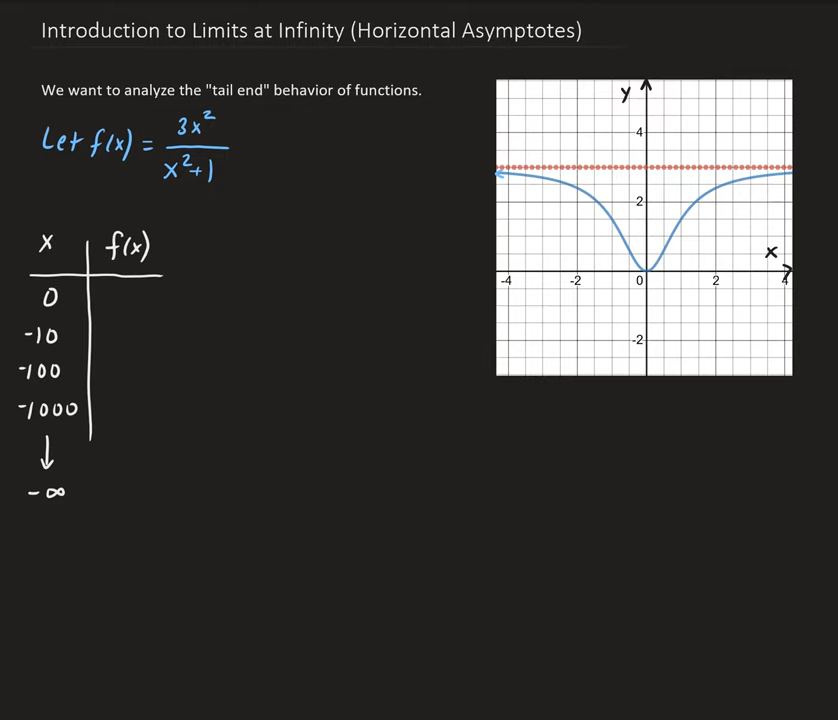 Introduction to Limits at Infinity (Horizontal Asymptotes)
We want to analyze the "tail end" behavior of functions.
Let f(x) = 3x²
x²+1
x f(x)
0
-10
-100
-1000
↓
-∞
y
4
2
x
-4 -2 0 2 4
-2